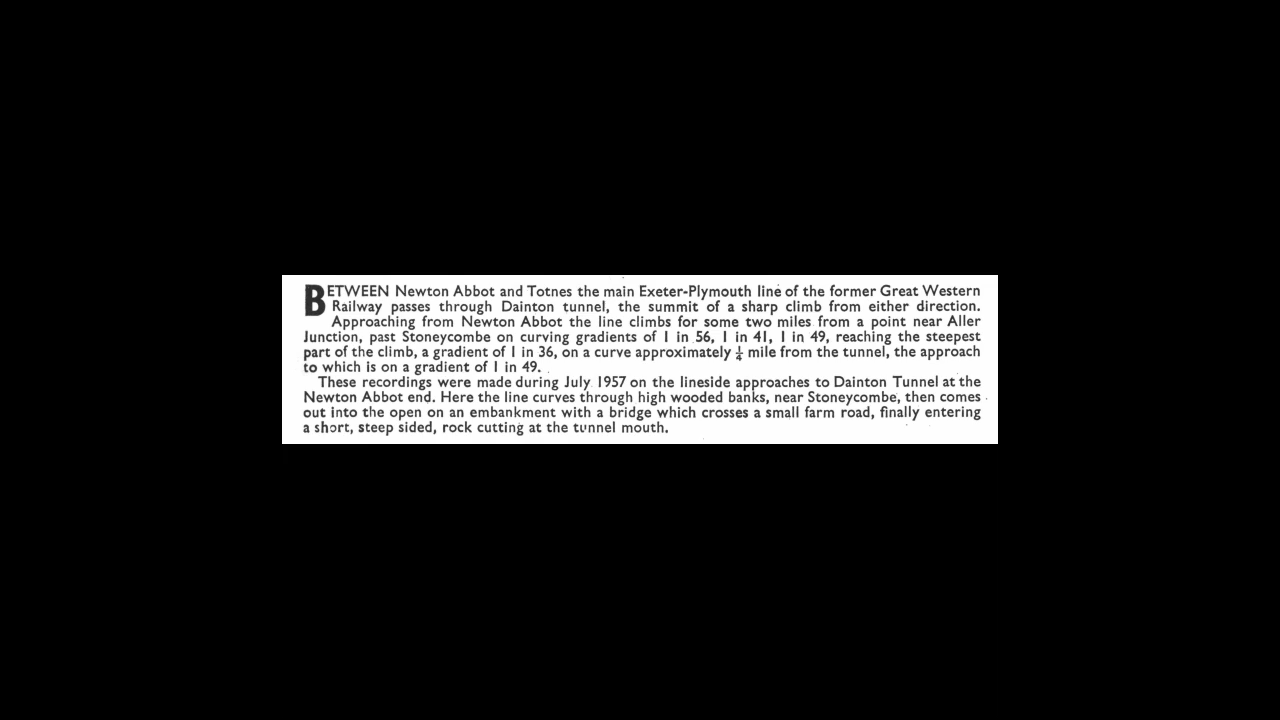 BETWEEN Newton Abbot and Totnes the main Exeter-Plymouth line of the former Great Western
Railway passes through Dainton tunnel, the summit of a sharp climb from either direction.
Approaching from Newton Abbot the line climbs for some two miles from a point near Aller
Junction, past Stoneycombe on curving gradients of 1 in 56, 1 in 41, 1 in 49, reaching the steepest
part of the climb, a gradient of 1 in 36, on a curve approximately ¼ mile from the tunnel, the approach
to which is on a gradient of 1 in 49.
These recordings were made during July 1957 on the lineside approaches to Dainton Tunnel at the
Newton Abbot end. Here the line curves through high wooded banks, near Stoneycombe, then comes
out into the open on an embankment with a bridge which crosses a small farm road, finally entering
a short, steep sided, rock cutting at the tunnel mouth.